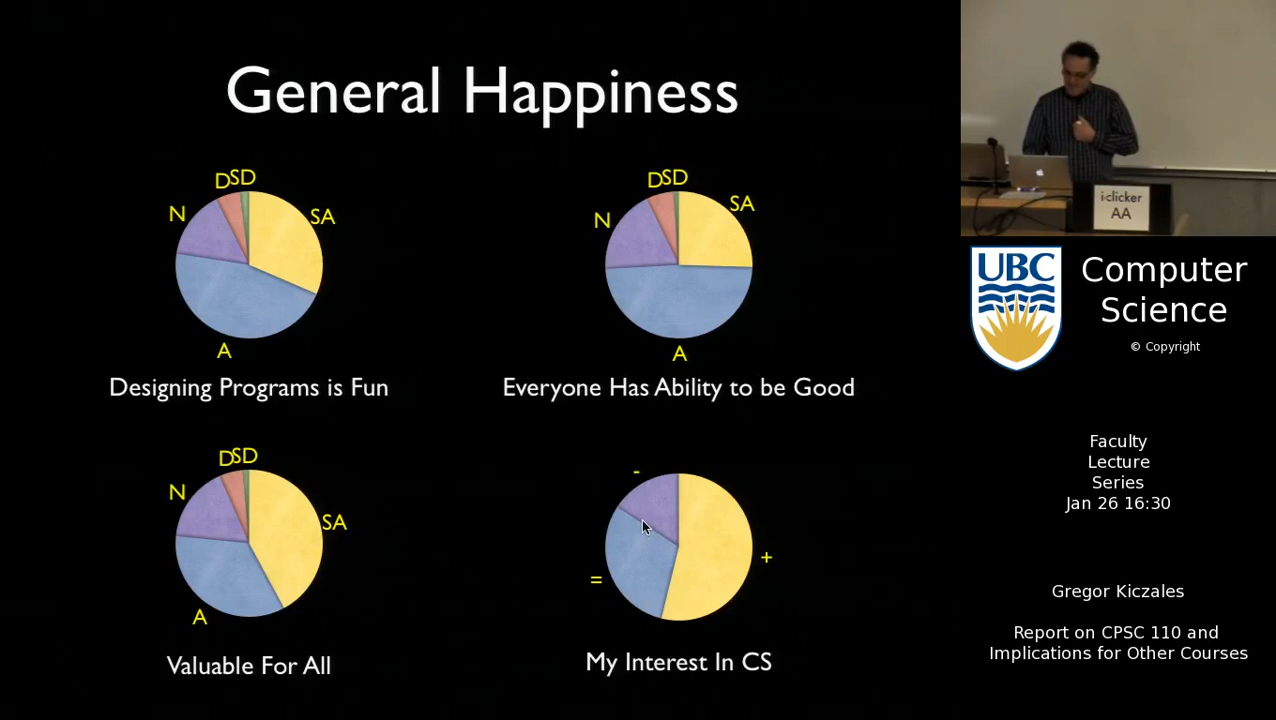 General Happiness
DSD
N
SA
A
Designing Programs is Fun
DSD
N
SA
A
Everyone Has Ability to be Good
DSD
N
SA
A
Valuable For All
-
=
+
My Interest In CS
i-clicker
AA
UBC
Computer
Science
© Copyright
Faculty
Lecture
Series
Jan 26 16:30
Gregor Kiczales
Report on CPSC 110 and
Implications for Other Courses